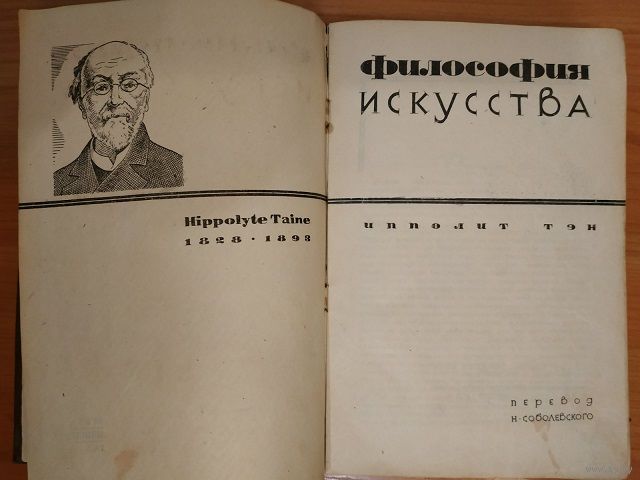 Hippolyte Taine
1828 · 1893
философия
искусства
ипполит тэн
перевод
н. соболевского